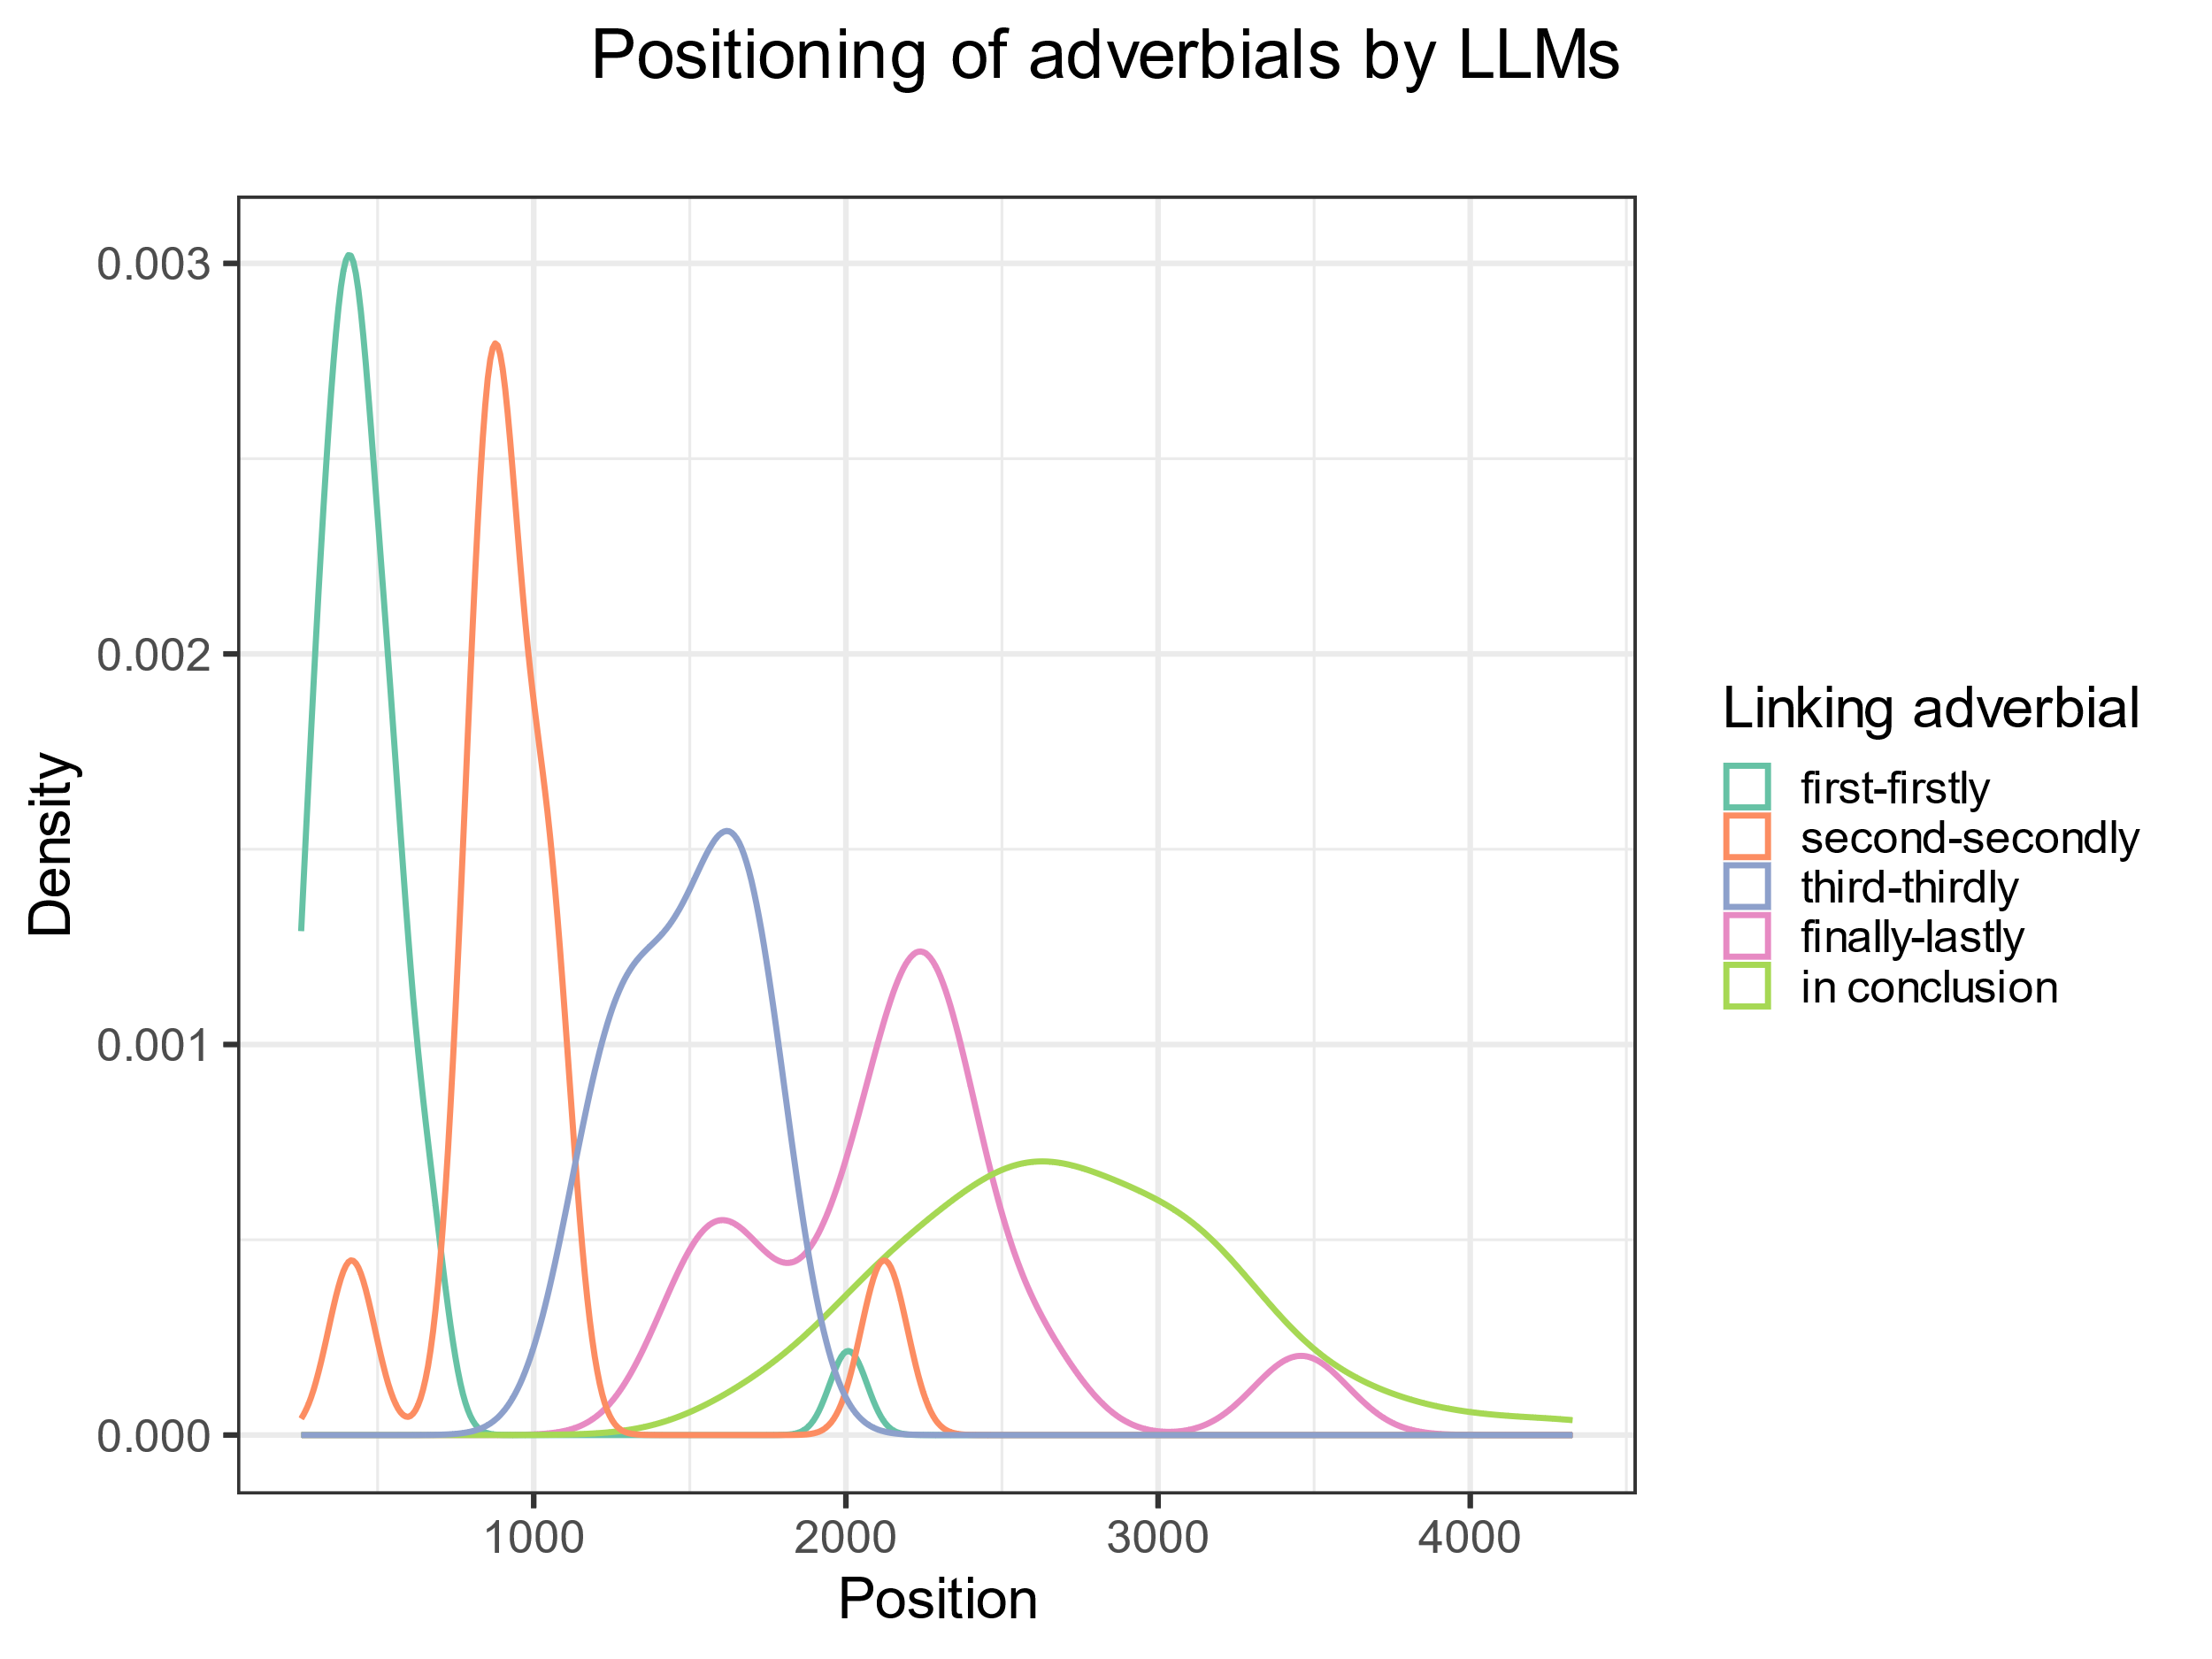 Positioning of adverbials by LLMs
0.003
0.002
0.001
0.000
Density
1000 2000 3000 4000
Position
Linking adverbial
first-firstly
second-secondly
third-thirdly
finally-lastly
in conclusion